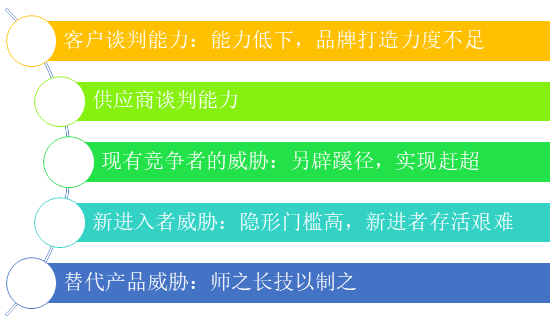 客户谈判能力：能力低下，品牌打造力度不足
供应商谈判能力
现有竞争者的威胁：另辟蹊径，实现赶超
新进入者威胁：隐形门槛高，新进者存活艰难
替代产品威胁：师之长技以制之